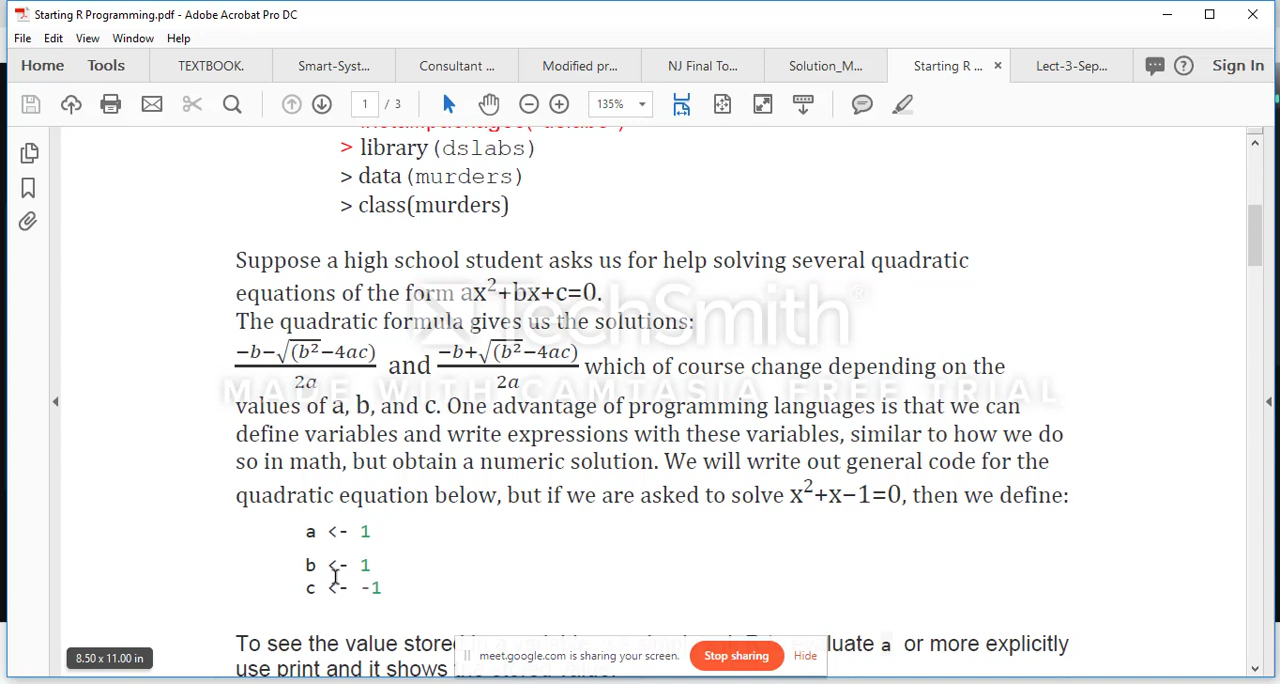 Starting R Programming.pdf - Adobe Acrobat Pro DC
File Edit View Window Help
Home Tools TEXTBOOK. Smart-Syst... Consultant ... Modified pr... NJ Final To... Solution_M... Starting R ... × Lect-3-Sep... Sign In
1 / 3 135%
> install.packages("dslabs")
> library(dslabs)
> data(murders)
> class(murders)
Suppose a high school student asks us for help solving several quadratic
equations of the form ax²+bx+c=0.
The quadratic formula gives us the solutions:
TechSmith®
−b−√(b²−4ac)/2a and −b+√(b²−4ac)/2a which of course change depending on the
MADE WITH CAMTASIA FREE TRIAL
values of a, b, and c. One advantage of programming languages is that we can
define variables and write expressions with these variables, similar to how we do
so in math, but obtain a numeric solution. We will write out general code for the
quadratic equation below, but if we are asked to solve x²+x−1=0, then we define:
a <- 1
b <- 1
c <- -1
To see the value stored luate a or more explicitly
meet.google.com is sharing your screen. Stop sharing Hide
use print and it shows
8.50 x 11.00 in